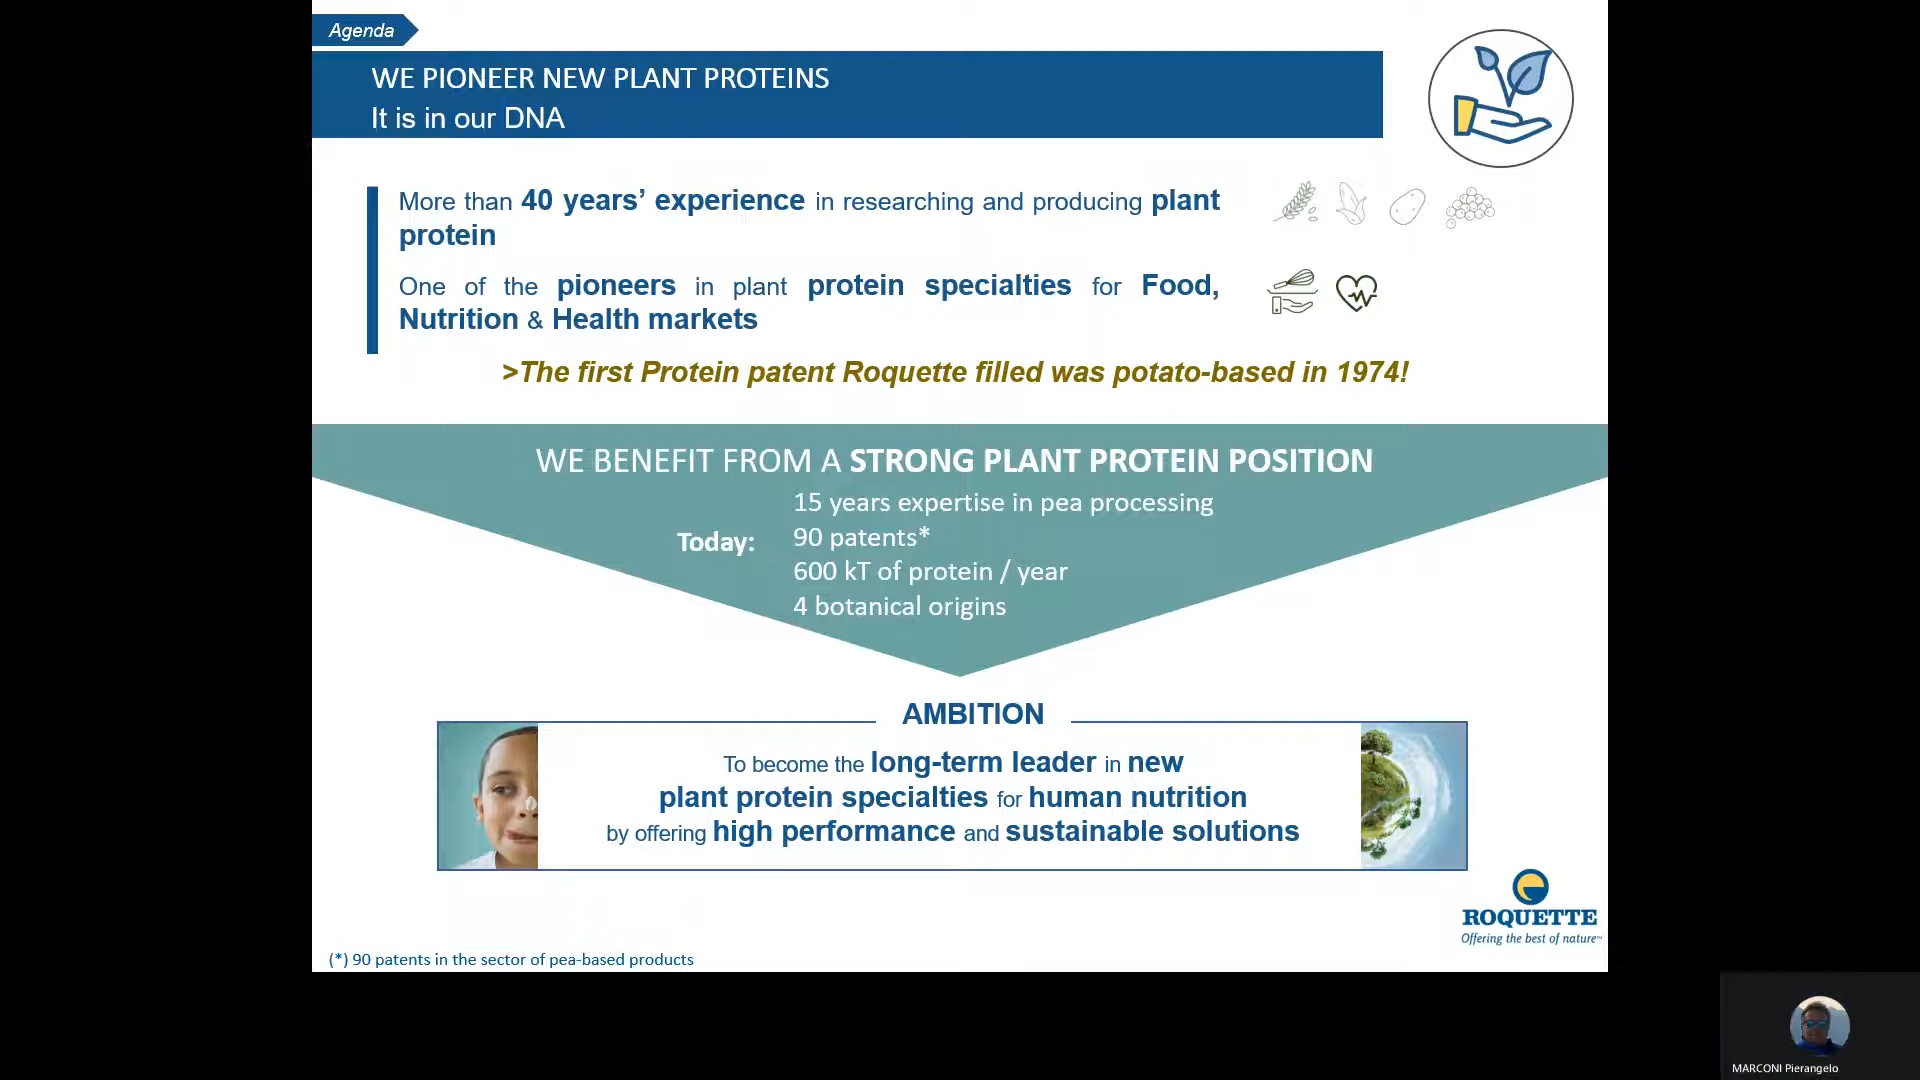 Agenda
WE PIONEER NEW PLANT PROTEINS
It is in our DNA
More than 40 years’ experience in researching and producing plant
protein
One of the pioneers in plant protein specialties for Food,
Nutrition & Health markets
>The first Protein patent Roquette filled was potato-based in 1974!
WE BENEFIT FROM A STRONG PLANT PROTEIN POSITION
Today:
15 years expertise in pea processing
90 patents*
600 kT of protein / year
4 botanical origins
AMBITION
To become the long-term leader in new
plant protein specialties for human nutrition
by offering high performance and sustainable solutions
ROQUETTE
Offering the best of nature™
(*) 90 patents in the sector of pea-based products
MARCONI Pierangelo